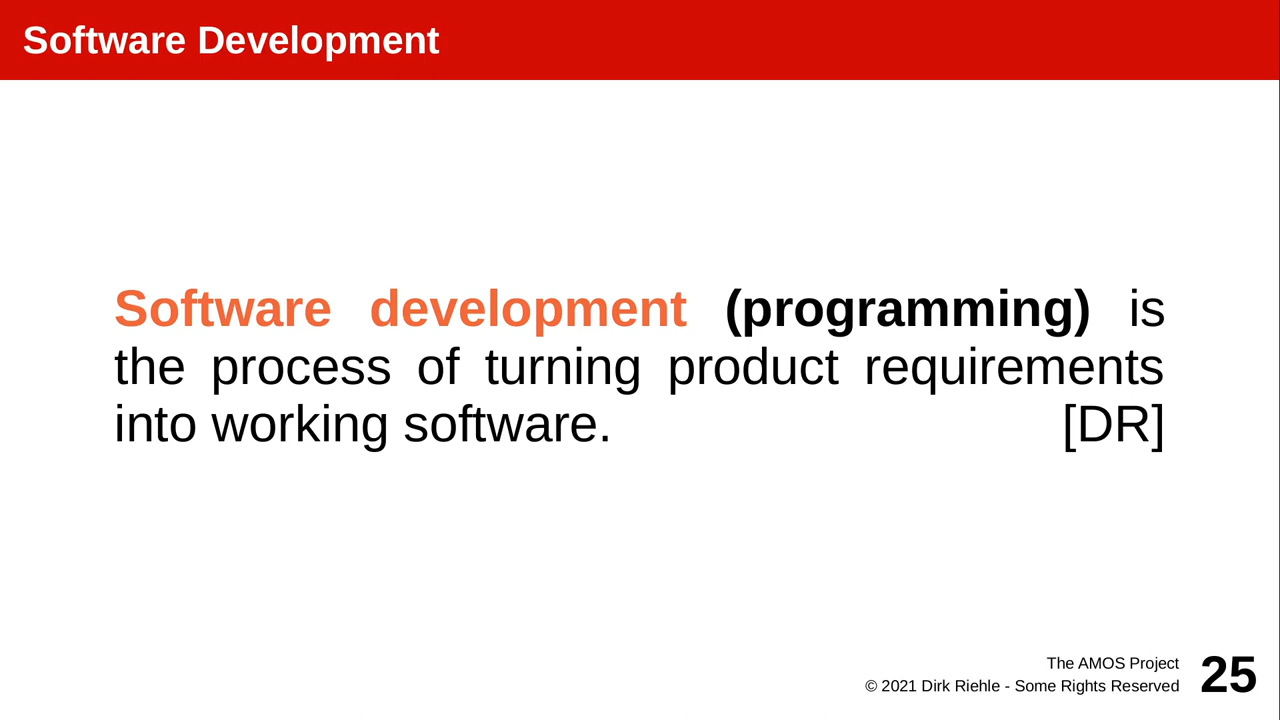 Software Development
Software development (programming) is
the process of turning product requirements
into working software. [DR]
The AMOS Project
© 2021 Dirk Riehle - Some Rights Reserved
25